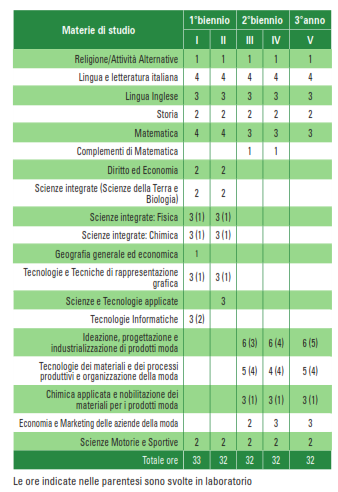 Materie di studio 1°biennio 2°biennio 3°anno
I II III IV V
Religione/Attività Alternative 1 1 1 1 1
Lingua e letteratura italiana 4 4 4 4 4
Lingua Inglese 3 3 3 3 3
Storia 2 2 2 2 2
Matematica 4 4 3 3 3
Complementi di Matematica 1 1
Diritto ed Economia 2 2
Scienze integrate (Scienze della Terra e
Biologia) 2 2
Scienze integrate: Fisica 3 (1) 3 (1)
Scienze integrate: Chimica 3 (1) 3 (1)
Geografia generale ed economica 1
Tecnologie e Tecniche di rappresentazione
grafica 3 (1) 3 (1)
Scienze e Tecnologie applicate 3
Tecnologie Informatiche 3 (2)
Ideazione, progettazione e
industrializzazione di prodotti moda 6 (3) 6 (4) 6 (5)
Tecnologie dei materiali e dei processi
produttivi e organizzazione della moda 5 (4) 4 (4) 5 (4)
Chimica applicata e nobilitazione dei
materiali per i prodotti moda 3 (1) 3 (1) 3 (1)
Economia e Marketing delle aziende della moda 2 3 3
Scienze Motorie e Sportive 2 2 2 2 2
Totale ore 33 32 32 32 32
Le ore indicate nelle parentesi sono svolte in laboratorio